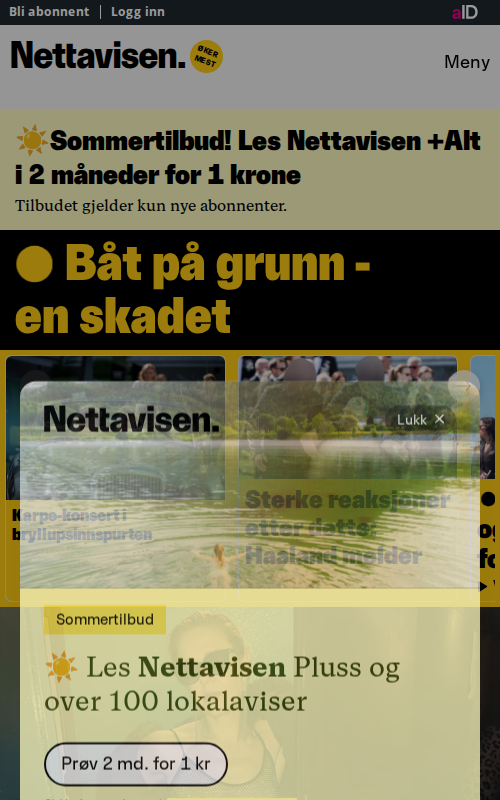 Bli abonnent | Logg inn
aID
Nettavisen.
ØKER
MEST
Meny
Sommertilbud! Les Nettavisen +Alt
i 2 måneder for 1 krone
Tilbudet gjelder kun nye abonnenter.
Båt på grunn -
en skadet
Nettavisen.
Lukk ×
Karpe-konsert i
bryllupsinnspurten
Sterke reaksjoner
etter dette:
Haaland melder
Sommertilbud
Les Nettavisen Pluss og
over 100 lokalaviser
Prøv 2 md. for 1 kr